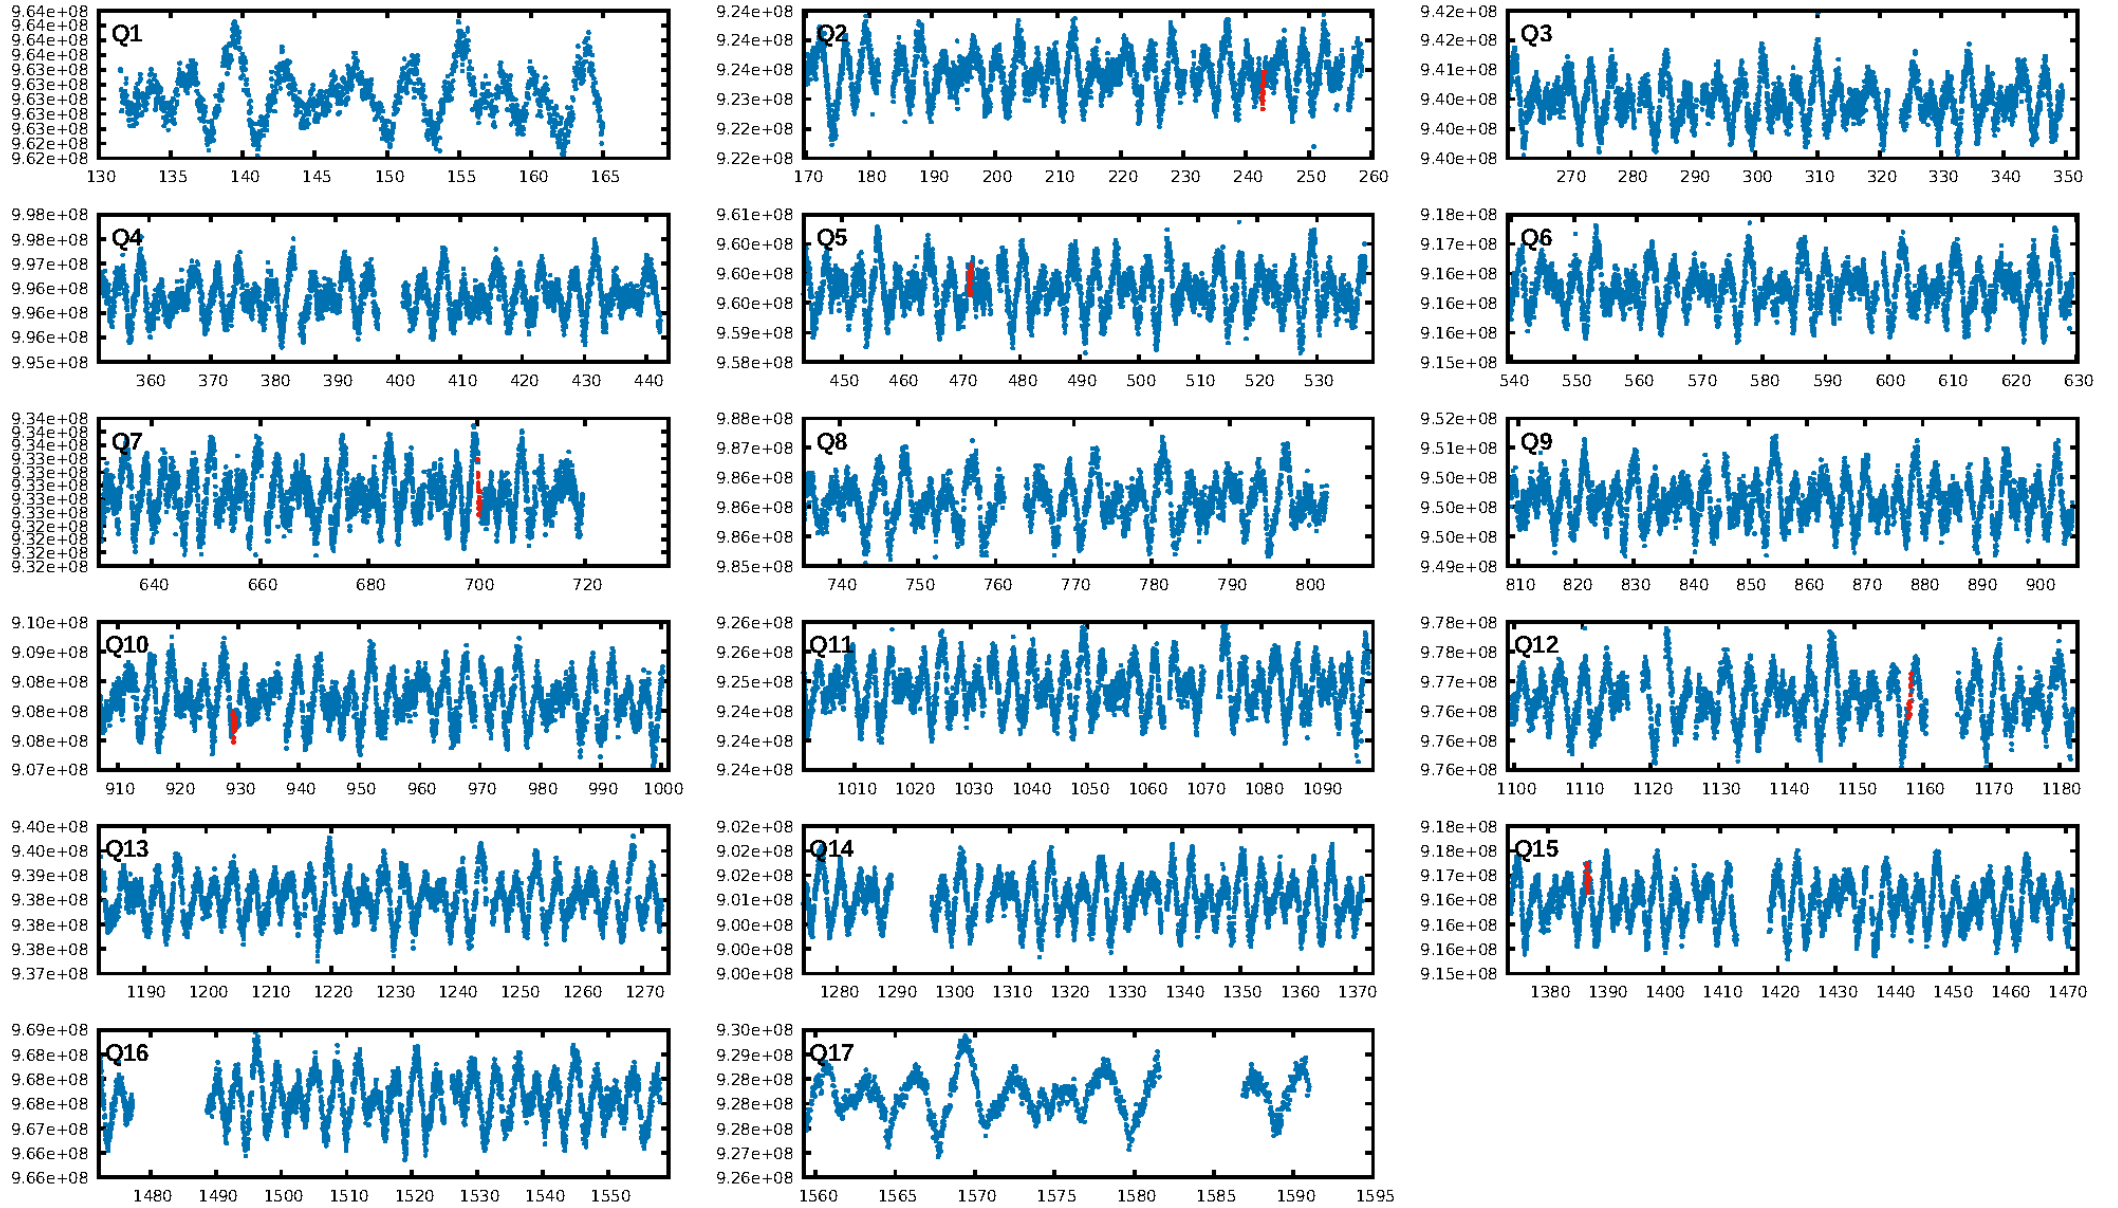 9.64e+08 9.64e+08 9.64e+08 9.64e+08 9.63e+08 9.63e+08 9.63e+08 9.63e+08 9.63e+08 9.62e+08 9.62e+08
Q1
130 135 140 145 150 155 160 165
9.24e+08 9.24e+08 9.24e+08 9.23e+08 9.22e+08 9.22e+08
Q2
170 180 190 200 210 220 230 240 250 260
9.42e+08 9.42e+08 9.41e+08 9.40e+08 9.40e+08 9.40e+08
Q3
270 280 290 300 310 320 330 340 350
9.98e+08 9.98e+08 9.97e+08 9.96e+08 9.96e+08 9.96e+08 9.95e+08
Q4
360 370 380 390 400 410 420 430 440
9.61e+08 9.60e+08 9.60e+08 9.60e+08 9.59e+08 9.58e+08
Q5
450 460 470 480 490 500 510 520 530
9.18e+08 9.17e+08 9.16e+08 9.16e+08 9.16e+08 9.15e+08
Q6
540 550 560 570 580 590 600 610 620 630
9.34e+08 9.34e+08 9.34e+08 9.33e+08 9.33e+08 9.33e+08 9.33e+08 9.33e+08 9.32e+08 9.32e+08 9.32e+08 9.32e+08
Q7
640 660 680 700 720
9.88e+08 9.87e+08 9.86e+08 9.86e+08 9.86e+08 9.85e+08
Q8
740 750 760 770 780 790 800
9.52e+08 9.51e+08 9.50e+08 9.50e+08 9.50e+08 9.49e+08
Q9
810 820 830 840 850 860 870 880 890 900
9.10e+08 9.09e+08 9.08e+08 9.08e+08 9.08e+08 9.07e+08
Q10
910 920 930 940 950 960 970 980 990 1000
9.26e+08 9.26e+08 9.25e+08 9.24e+08 9.24e+08 9.24e+08
Q11
1010 1020 1030 1040 1050 1060 1070 1080 1090
9.78e+08 9.78e+08 9.77e+08 9.76e+08 9.76e+08 9.76e+08
Q12
1100 1110 1120 1130 1140 1150 1160 1170 1180
9.40e+08 9.40e+08 9.39e+08 9.38e+08 9.38e+08 9.38e+08 9.37e+08
Q13
1190 1200 1210 1220 1230 1240 1250 1260 1270
9.02e+08 9.02e+08 9.02e+08 9.01e+08 9.00e+08 9.00e+08 9.00e+08
Q14
1280 1290 1300 1310 1320 1330 1340 1350 1360 1370
9.18e+08 9.18e+08 9.17e+08 9.16e+08 9.16e+08 9.16e+08 9.15e+08
Q15
1380 1390 1400 1410 1420 1430 1440 1450 1460 1470
9.69e+08 9.68e+08 9.68e+08 9.68e+08 9.67e+08 9.66e+08 9.66e+08
Q16
1480 1490 1500 1510 1520 1530 1540 1550
9.30e+08 9.29e+08 9.28e+08 9.28e+08 9.28e+08 9.27e+08 9.26e+08
Q17
1560 1565 1570 1575 1580 1585 1590 1595